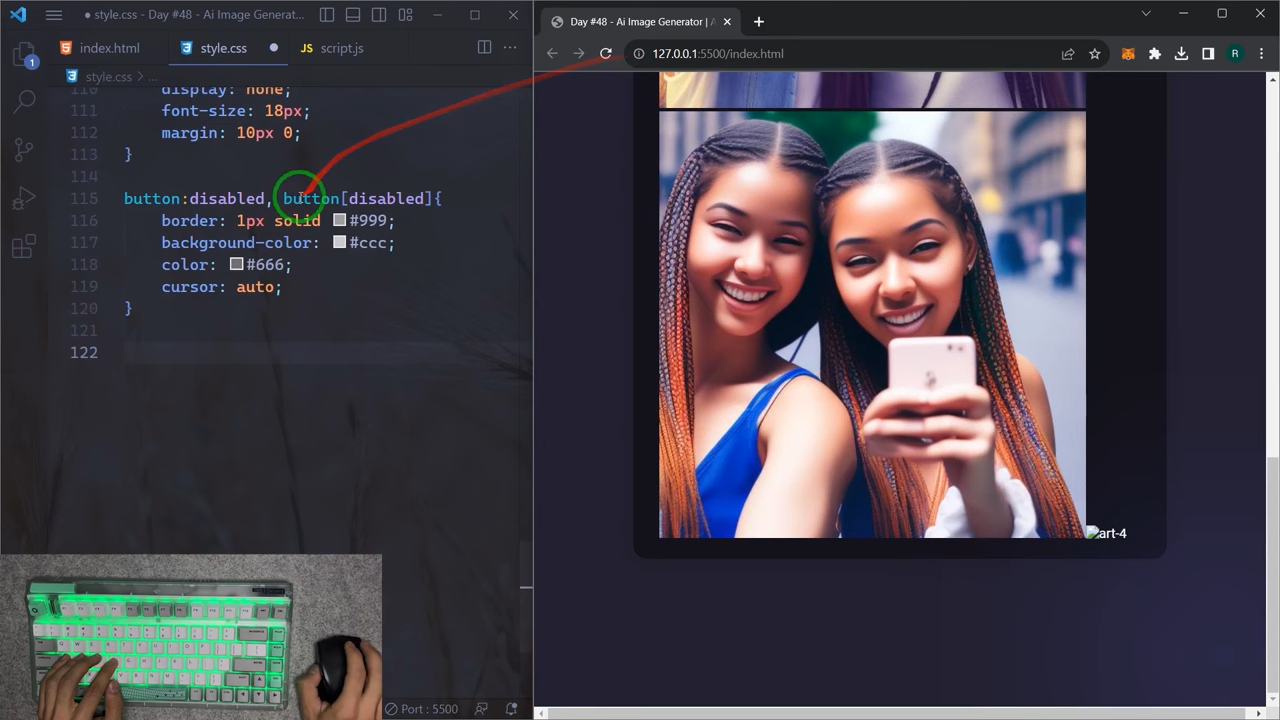 ● style.css - Day #48 - Ai Image Generat...
index.html
style.css
JS script.js
style.css > ...
110 display: none;
111 font-size: 18px;
112 margin: 10px 0;
113 }
114
115 button:disabled, button[disabled]{
116 border: 1px solid #999;
117 background-color: #ccc;
118 color: #666;
119 cursor: auto;
120 }
121
122
1
Port : 5500
Day #48 - Ai Image Generator | A
127.0.0.1:5500/index.html
R
art-4